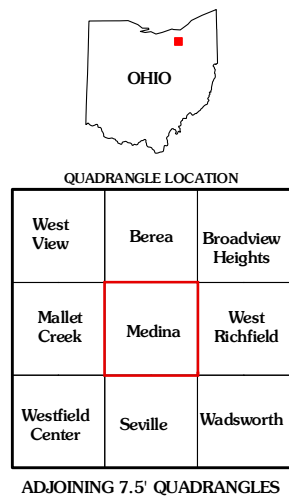 OHIO
QUADRANGLE LOCATION
West
View
Berea
Broadview
Heights
Mallet
Creek
Medina
West
Richfield
Westfield
Center
Seville
Wadsworth
ADJOINING 7.5' QUADRANGLES